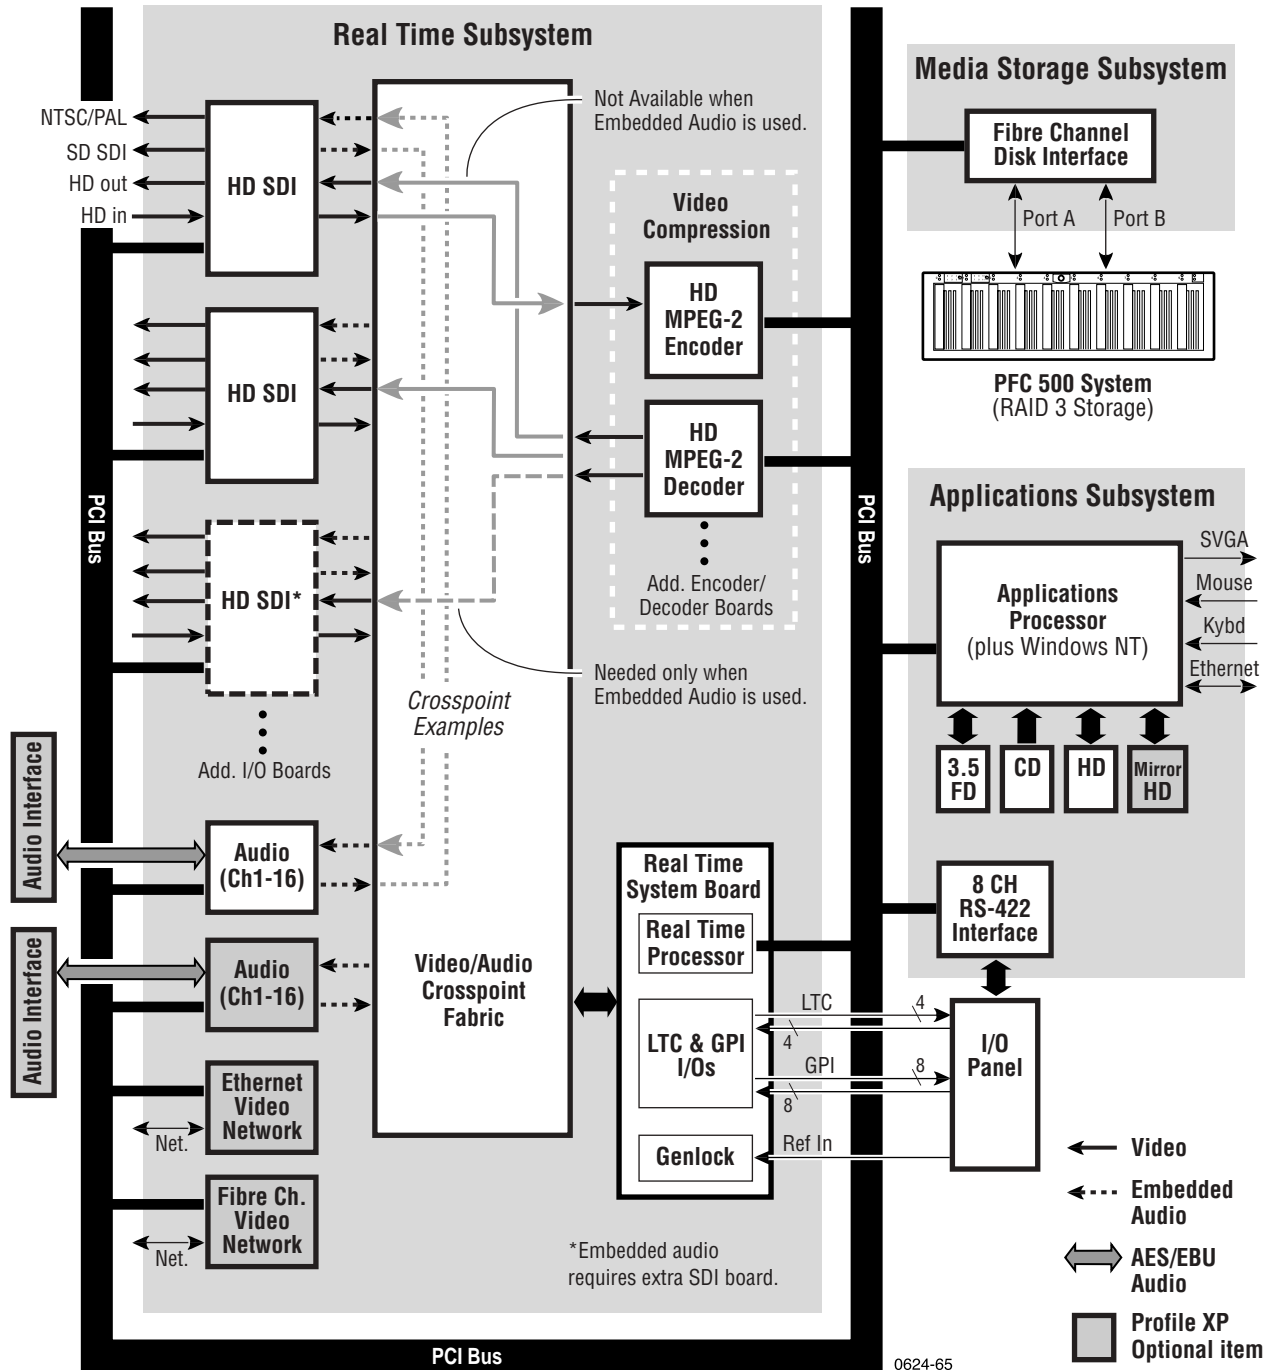 Real Time Subsystem
NTSC/PAL
SD SDI
HD out
HD in
HD SDI
Not Available when
Embedded Audio is used.
Video
Compression
HD
MPEG-2
Encoder
HD SDI
HD
MPEG-2
Decoder
Add. Encoder/
Decoder Boards
HD SDI*
Needed only when
Embedded Audio is used.
Crosspoint
Examples
Add. I/O Boards
PCI Bus
PCI Bus
Media Storage Subsystem
Fibre Channel
Disk Interface
Port A
Port B
PFC 500 System
(RAID 3 Storage)
Applications Subsystem
Applications
Processor
(plus Windows NT)
SVGA
Mouse
Kybd
Ethernet
3.5
FD
CD
HD
Mirror
HD
Audio Interface
Audio
(Ch1-16)
Audio Interface
Audio
(Ch1-16)
Video/Audio
Crosspoint
Fabric
Real Time
System Board
Real Time
Processor
LTC & GPI
I/Os
Genlock
8 CH
RS-422
Interface
LTC
4
4
GPI
8
8
Ref In
I/O
Panel
Ethernet
Video
Network
Net.
Fibre Ch.
Video
Network
Net.
*Embedded audio
requires extra SDI board.
Video
Embedded
Audio
AES/EBU
Audio
Profile XP
Optional item
PCI Bus
0624-65